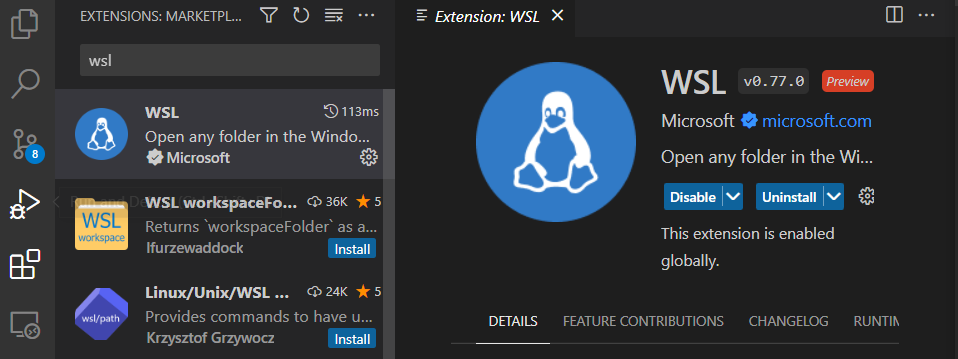 EXTENSIONS: MARKETPL...
wsl
WSL 113ms
Open any folder in the Windo...
Microsoft
8
WSL workspaceFo... 36K 5
Returns `workspaceFolder` as a...
lfurzewaddock
Install
WSL
workspace
Linux/Unix/WSL ... 24K 5
Provides commands to have u...
Krzysztof Grzywocz
Install
wsl/path
Extension: WSL
WSL v0.77.0 Preview
Microsoft microsoft.com
Open any folder in the Wi...
Disable Uninstall
This extension is enabled
globally.
DETAILS FEATURE CONTRIBUTIONS CHANGELOG RUNTIM